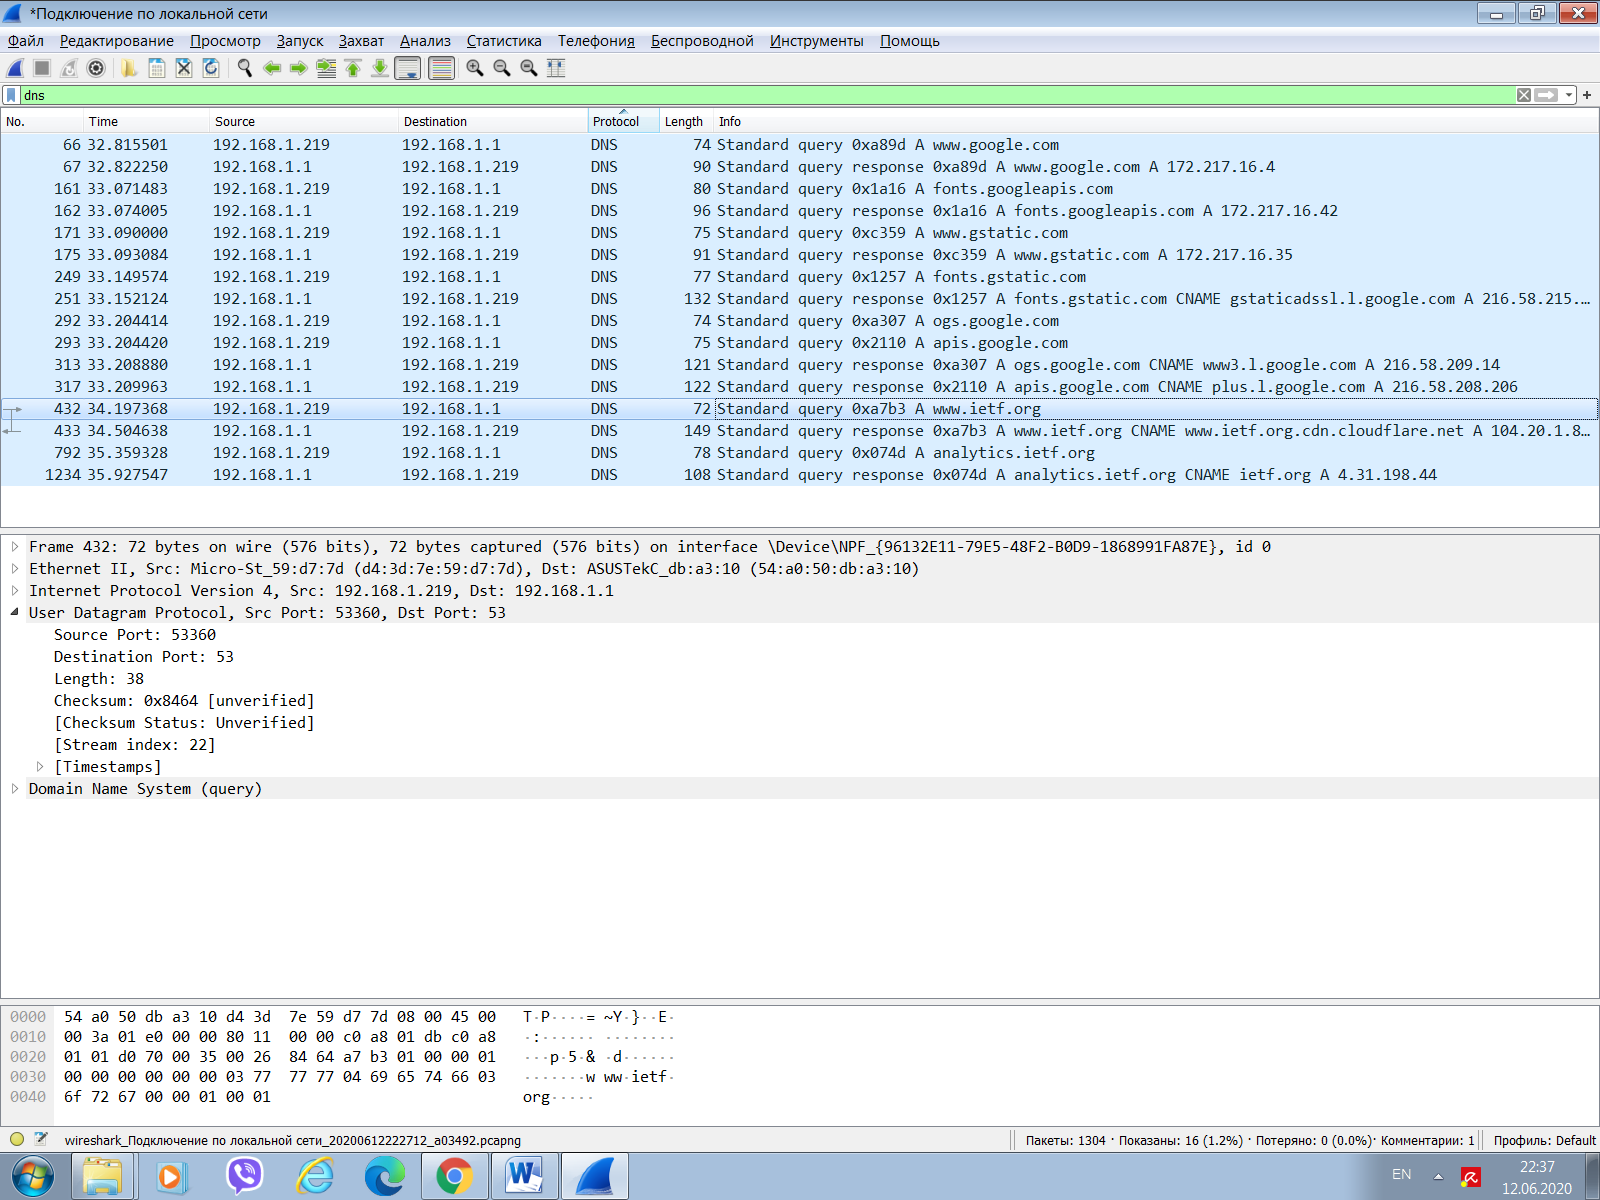 *Подключение по локальной сети
Файл Редактирование Просмотр Запуск Захват Анализ Статистика Телефония Беспроводной Инструменты Помощь
dns
No. Time Source Destination Protocol Length Info
66 32.815501 192.168.1.219 192.168.1.1 DNS 74 Standard query 0xa89d A www.google.com
67 32.822250 192.168.1.1 192.168.1.219 DNS 90 Standard query response 0xa89d A www.google.com A 172.217.16.4
161 33.071483 192.168.1.219 192.168.1.1 DNS 80 Standard query 0x1a16 A fonts.googleapis.com
162 33.074005 192.168.1.1 192.168.1.219 DNS 96 Standard query response 0x1a16 A fonts.googleapis.com A 172.217.16.42
171 33.090000 192.168.1.219 192.168.1.1 DNS 75 Standard query 0xc359 A www.gstatic.com
175 33.093084 192.168.1.1 192.168.1.219 DNS 91 Standard query response 0xc359 A www.gstatic.com A 172.217.16.35
249 33.149574 192.168.1.219 192.168.1.1 DNS 77 Standard query 0x1257 A fonts.gstatic.com
251 33.152124 192.168.1.1 192.168.1.219 DNS 132 Standard query response 0x1257 A fonts.gstatic.com CNAME gstaticadssl.l.google.com A 216.58.215.…
292 33.204414 192.168.1.219 192.168.1.1 DNS 74 Standard query 0xa307 A ogs.google.com
293 33.204420 192.168.1.219 192.168.1.1 DNS 75 Standard query 0x2110 A apis.google.com
313 33.208880 192.168.1.1 192.168.1.219 DNS 121 Standard query response 0xa307 A ogs.google.com CNAME www3.l.google.com A 216.58.209.14
317 33.209963 192.168.1.1 192.168.1.219 DNS 122 Standard query response 0x2110 A apis.google.com CNAME plus.l.google.com A 216.58.208.206
432 34.197368 192.168.1.219 192.168.1.1 DNS 72 Standard query 0xa7b3 A www.ietf.org
433 34.504638 192.168.1.1 192.168.1.219 DNS 149 Standard query response 0xa7b3 A www.ietf.org CNAME www.ietf.org.cdn.cloudflare.net A 104.20.1.8…
792 35.359328 192.168.1.219 192.168.1.1 DNS 78 Standard query 0x074d A analytics.ietf.org
1234 35.927547 192.168.1.1 192.168.1.219 DNS 108 Standard query response 0x074d A analytics.ietf.org CNAME ietf.org A 4.31.198.44
Frame 432: 72 bytes on wire (576 bits), 72 bytes captured (576 bits) on interface \Device\NPF_{96132E11-79E5-48F2-B0D9-1868991FA87E}, id 0
Ethernet II, Src: Micro-St_59:d7:7d (d4:3d:7e:59:d7:7d), Dst: ASUSTekC_db:a3:10 (54:a0:50:db:a3:10)
Internet Protocol Version 4, Src: 192.168.1.219, Dst: 192.168.1.1
User Datagram Protocol, Src Port: 53360, Dst Port: 53
Source Port: 53360
Destination Port: 53
Length: 38
Checksum: 0x8464 [unverified]
[Checksum Status: Unverified]
[Stream index: 22]
[Timestamps]
Domain Name System (query)
0000 54 a0 50 db a3 10 d4 3d 7e 59 d7 7d 08 00 45 00 T·P····= ~Y·}··E·
0010 00 3a 01 e0 00 00 80 11 00 00 c0 a8 01 db c0 a8 ·:······ ········
0020 01 01 d0 70 00 35 00 26 84 64 a7 b3 01 00 00 01 ···p·5·& ·d······
0030 00 00 00 00 00 00 03 77 77 77 04 69 65 74 66 03 ·······w ww·ietf·
0040 6f 72 67 00 00 01 00 01 org·····
wireshark_Подключение по локальной сети_20200612222712_a03492.pcapng Пакеты: 1304 · Показаны: 16 (1.2%) · Потеряно: 0 (0.0%) · Комментарии: 1 Профиль: Default
EN 22:37
12.06.2020